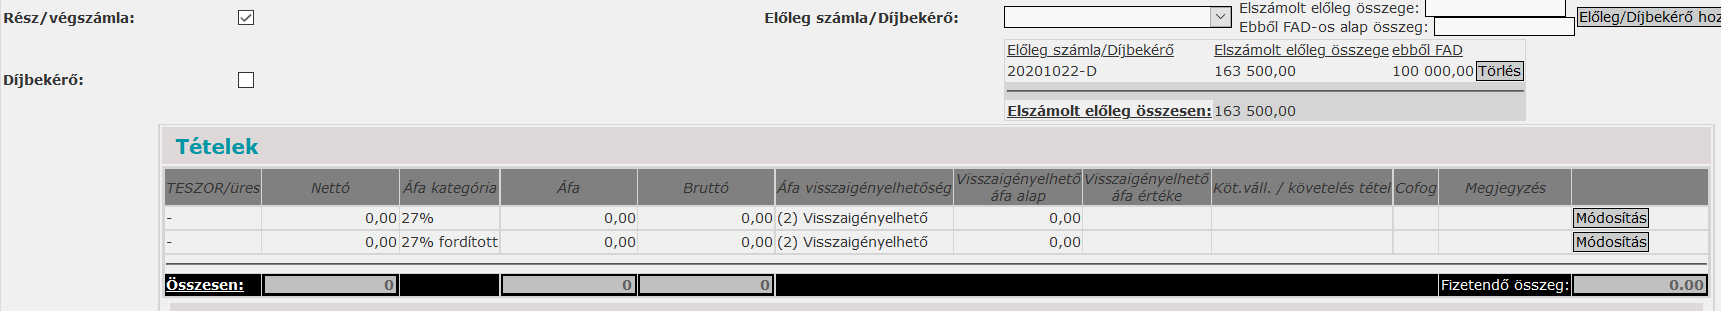 Rész/végszámla:
Előleg számla/Díjbekérő:
Elszámolt előleg összege:
Ebből FAD-os alap összeg:
Előleg/Díjbekérő hoz
Előleg számla/Díjbekérő Elszámolt előleg összege ebből FAD
20201022-D 163 500,00 100 000,00 Törlés
Díjbekérő:
Elszámolt előleg összesen: 163 500,00
Tételek
TESZOR/üres Nettó Áfa kategória Áfa Bruttó Áfa visszaigényelhetőség Visszaigényelhető áfa alap Visszaigényelhető áfa értéke Köt.váll. / követelés tétel Cofog Megjegyzés
- 0,00 27% 0,00 0,00 (2) Visszaigényelhető 0,00 Módosítás
- 0,00 27% fordított 0,00 0,00 (2) Visszaigényelhető 0,00 Módosítás
Összesen: 0 0 0 Fizetendő összeg: 0.00